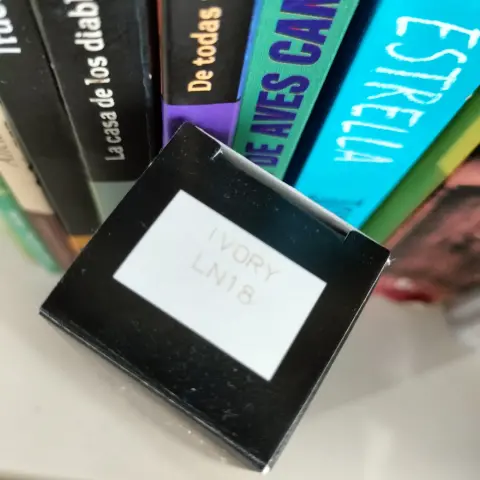 La casa de los diabl
De todas
DE AVES CAN
ESTRELLA
IVORY
LN18